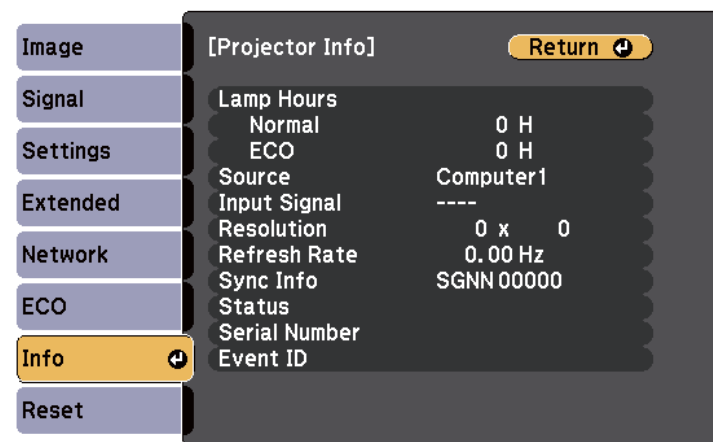 Image
Signal
Settings
Extended
Network
ECO
Info
Reset
[Projector Info]
Return
Lamp Hours
Normal 0 H
ECO 0 H
Source Computer1
Input Signal ----
Resolution 0 x 0
Refresh Rate 0.00 Hz
Sync Info SGNN 00000
Status
Serial Number
Event ID